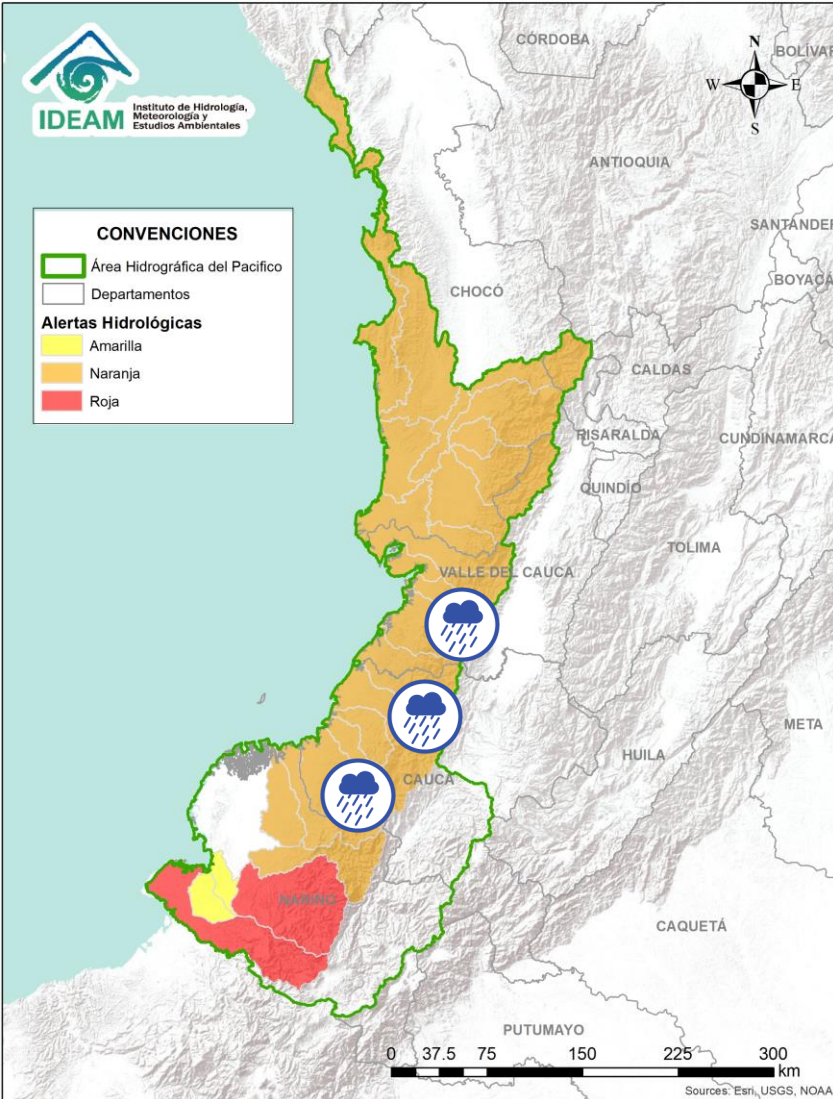 IDEAM
Instituto de Hidrología,
Meteorología y
Estudios Ambientales
N
W
E
S
CÓRDOBA
BOLÍVAR
ANTIOQUIA
SANTANDER
BOYACÁ
CONVENCIONES
Área Hidrográfica del Pacifico
Departamentos
Alertas Hidrológicas
Amarilla
Naranja
Roja
CHOCÓ
CALDAS
RISARALDA
CUNDINAMARCA
QUINDÍO
TOLIMA
VALLE DEL CAUCA
META
HUILA
CAUCA
NARIÑO
CAQUETÁ
PUTUMAYO
0 37.5 75 150 225 300
km
Sources: Esri, USGS, NOAA